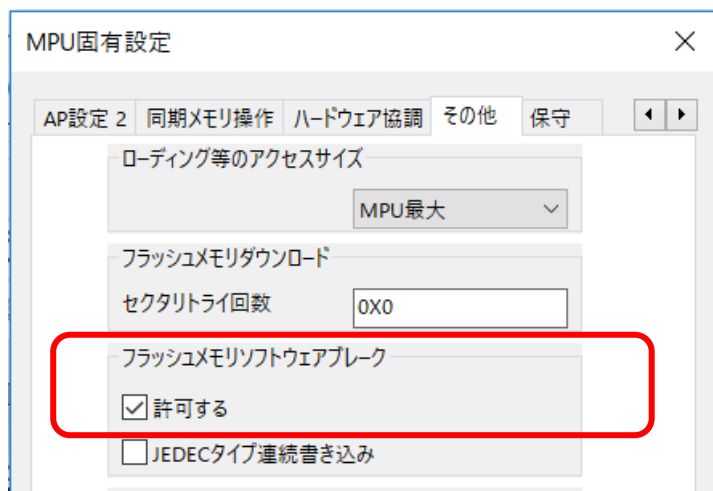 MPU固有設定
AP設定 2 同期メモリ操作 ハードウェア協調 その他 保守
ローディング等のアクセスサイズ
MPU最大
フラッシュメモリダウンロード
セクタリトライ回数 0X0
フラッシュメモリソフトウェアブレーク
許可する
JEDECタイプ連続書き込み